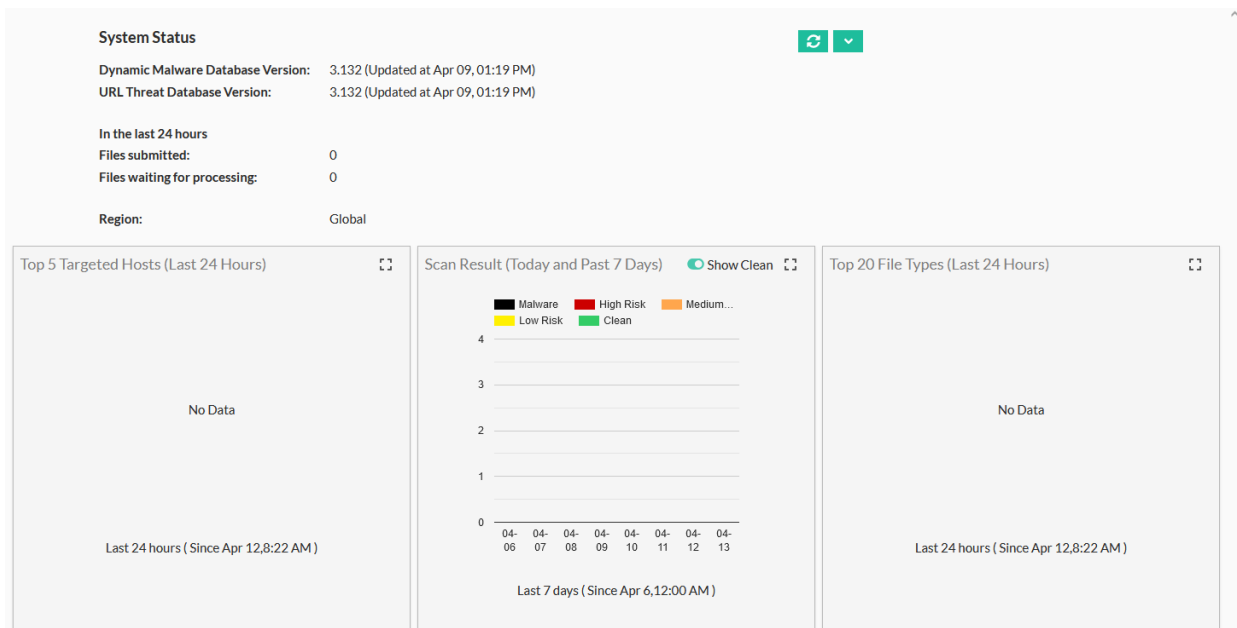 System Status
Dynamic Malware Database Version: 3.132 (Updated at Apr 09, 01:19 PM)
URL Threat Database Version: 3.132 (Updated at Apr 09, 01:19 PM)
In the last 24 hours
Files submitted: 0
Files waiting for processing: 0
Region: Global
Top 5 Targeted Hosts (Last 24 Hours)
No Data
Last 24 hours ( Since Apr 12,8:22 AM )
Scan Result (Today and Past 7 Days) Show Clean
Malware High Risk Medium...
Low Risk Clean
4
3
2
1
0
04- 04- 04- 04- 04- 04- 04- 04-
06 07 08 09 10 11 12 13
Last 7 days ( Since Apr 6,12:00 AM )
Top 20 File Types (Last 24 Hours)
No Data
Last 24 hours ( Since Apr 12,8:22 AM )